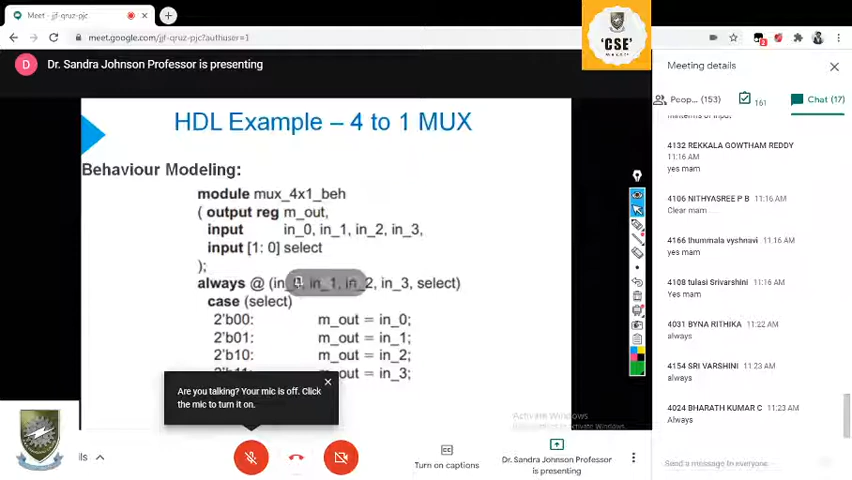 Meet - jjf-qruz-pjc
meet.google.com/jjf-qruz-pjc?authuser=1
'CSE'
D
Dr. Sandra Johnson Professor is presenting
Meeting details
Peop... (153)
161
Chat (17)
HDL Example – 4 to 1 MUX
Behaviour Modeling:
module mux_4x1_beh
( output reg m_out,
input in_0, in_1, in_2, in_3,
input [1: 0] select
);
always @ (in_0, in_1, in_2, in_3, select)
case (select)
2'b00: m_out = in_0;
2'b01: m_out = in_1;
2'b10: m_out = in_2;
2'b11: m_out = in_3;
Are you talking? Your mic is off. Click
the mic to turn it on.
Activate Windows
ils
Turn on captions
Dr. Sandra Johnson Professor
is presenting
4132 REKKALA GOWTHAM REDDY
11:16 AM
yes mam
4106 NITHYASREE P B 11:16 AM
Clear mam
4166 thummala vyshnavi 11:16 AM
yes mam
4108 tulasi Srivarshini 11:16 AM
Yes mam
4031 BYNA RITHIKA 11:22 AM
always
4154 SRI VARSHINI 11:23 AM
always
4024 BHARATH KUMAR C 11:23 AM
Always
Send a message to everyone